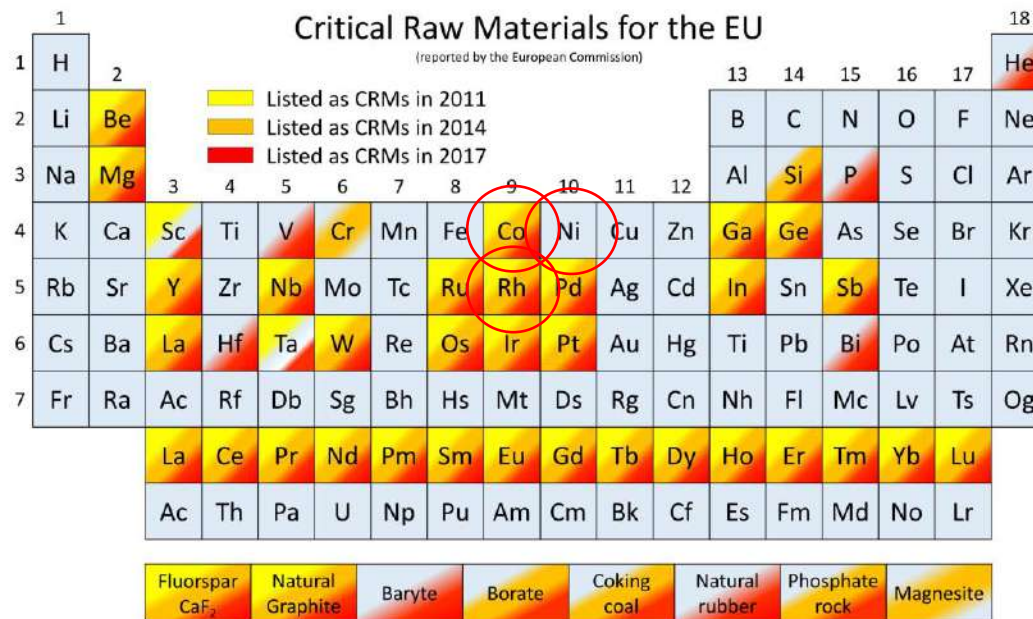 Critical Raw Materials for the EU
(reported by the European Commission)
1 18
1 H 2 13 14 15 16 17 He
Listed as CRMs in 2011
2 Li Be B C N O F Ne
Listed as CRMs in 2014
Listed as CRMs in 2017
3 Na Mg 3 4 5 6 7 8 9 10 11 12 Al Si P S Cl Ar
4 K Ca Sc Ti V Cr Mn Fe Co Ni Cu Zn Ga Ge As Se Br Kr
5 Rb Sr Y Zr Nb Mo Tc Ru Rh Pd Ag Cd In Sn Sb Te I Xe
6 Cs Ba La Hf Ta W Re Os Ir Pt Au Hg Ti Pb Bi Po At Rn
7 Fr Ra Ac Rf Db Sg Bh Hs Mt Ds Rg Cn Nh Fl Mc Lv Ts Og
La Ce Pr Nd Pm Sm Eu Gd Tb Dy Ho Er Tm Yb Lu
Ac Th Pa U Np Pu Am Cm Bk Cf Es Fm Md No Lr
Fluorspar Natural Baryte Borate Coking Natural Phosphate Magnesite
CaF₂ Graphite coal rubber rock